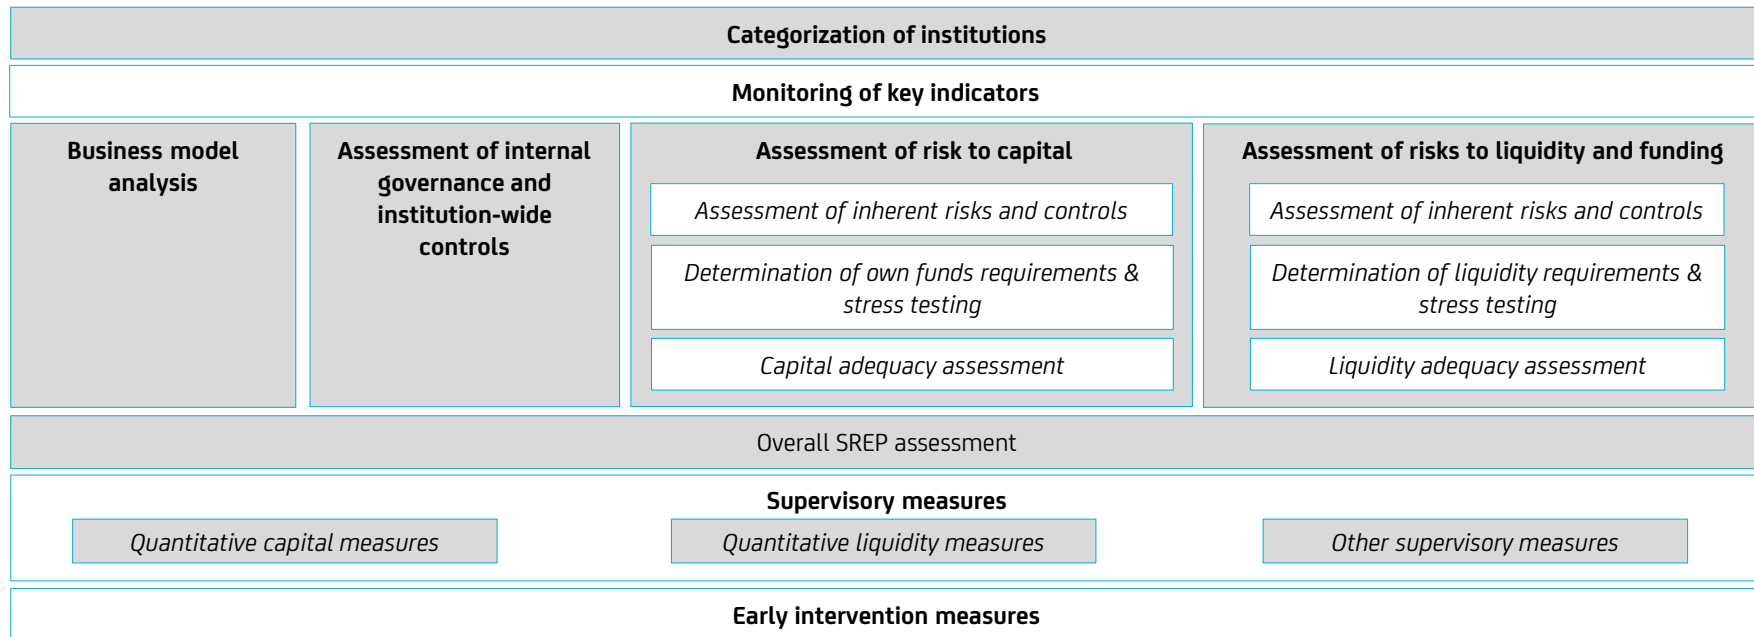 Categorization of institutions
Monitoring of key indicators
Business model
analysis
Assessment of internal
governance and
institution-wide
controls
Assessment of risk to capital
Assessment of inherent risks and controls
Determination of own funds requirements &
stress testing
Capital adequacy assessment
Assessment of risks to liquidity and funding
Assessment of inherent risks and controls
Determination of liquidity requirements &
stress testing
Liquidity adequacy assessment
Overall SREP assessment
Supervisory measures
Quantitative capital measures
Quantitative liquidity measures
Other supervisory measures
Early intervention measures